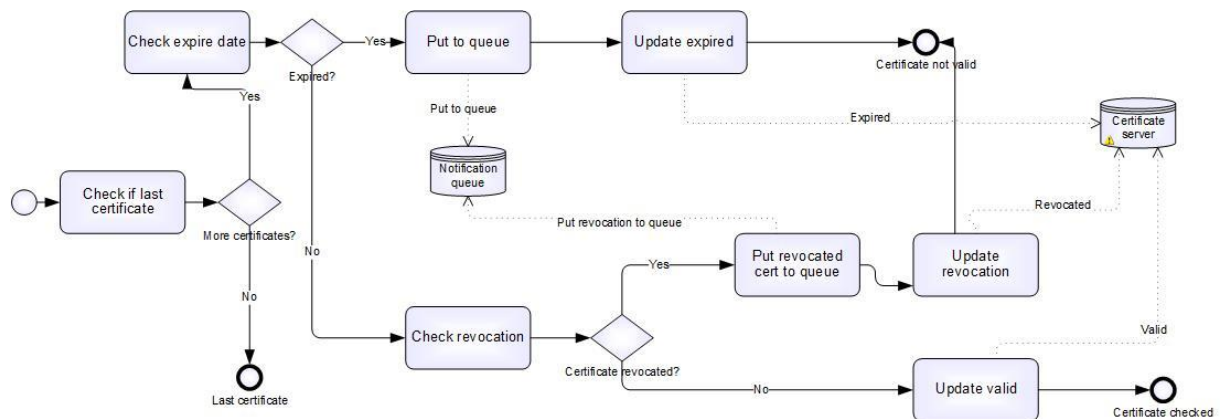 Check expire date
Expired?
Yes
Put to queue
Update expired
Certificate not valid
Yes
Put to queue
Expired
Certificate
server
Notification
queue
Check if last
certificate
More certificates?
Put revocation to queue
Revocated
No
Put revocated
cert to queue
Update
revocation
Yes
No
Check revocation
Certificate revocated?
Valid
No
Update valid
Last certificate
Certificate checked